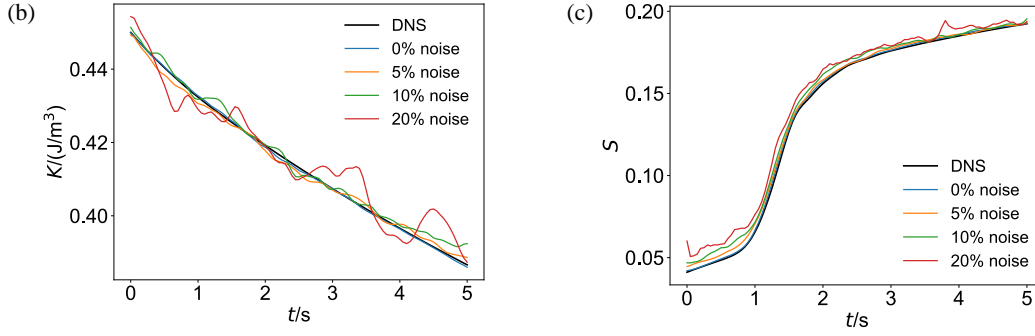 (b)
DNS
0% noise
5% noise
10% noise
20% noise
0.44
0.42
0.40
K/(J/m³)
0 1 2 3 4 5
t/s
(c)
0.20
0.15
0.10
0.05
S
DNS
0% noise
5% noise
10% noise
20% noise
0 1 2 3 4 5
t/s